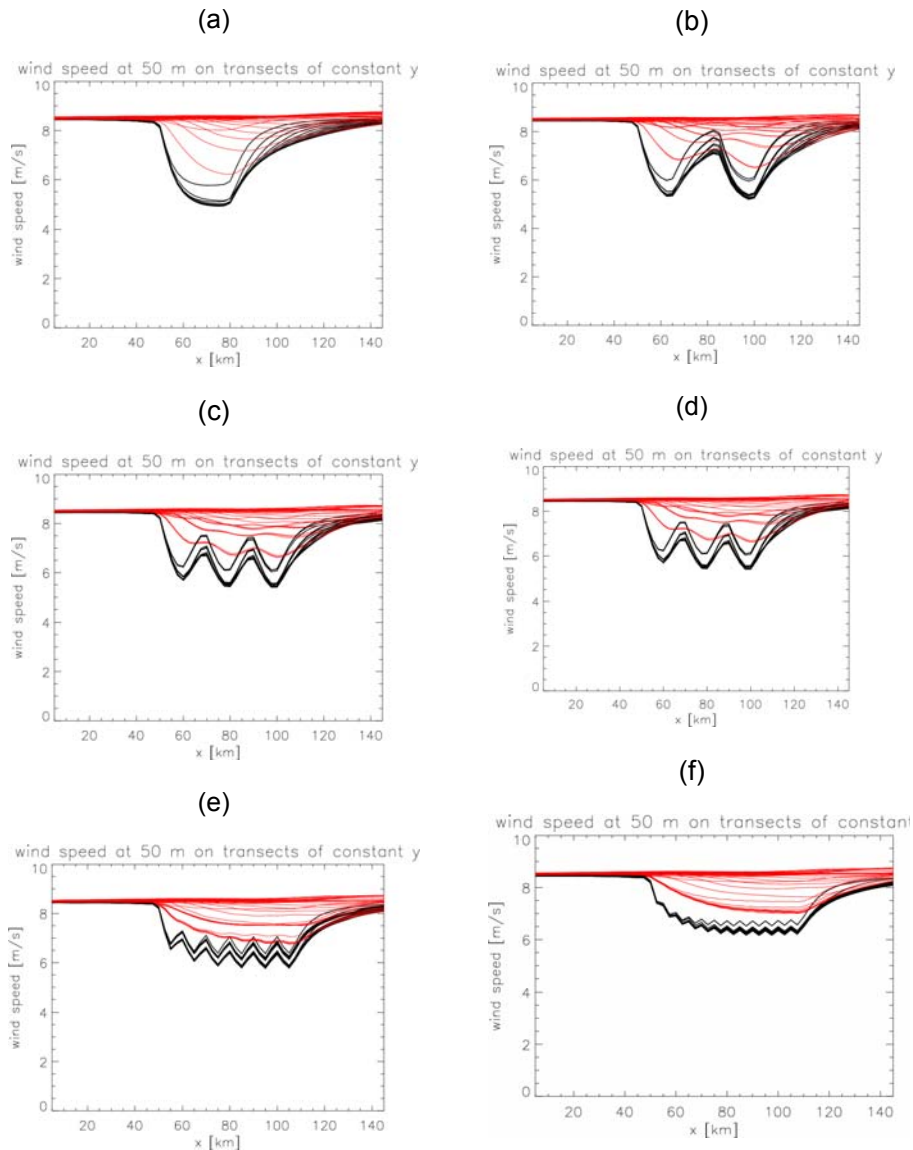 (a)
wind speed at 50 m on transects of constant y
10
8
6
4
2
0
wind speed [m/s]
20 40 60 80 100 120 140
x [km]
(b)
wind speed at 50 m on transects of constant y
10
8
6
4
2
0
wind speed [m/s]
20 40 60 80 100 120 140
x [km]
(c)
wind speed at 50 m on transects of constant y
10
8
6
4
2
0
wind speed [m/s]
20 40 60 80 100 120 140
x [km]
(d)
wind speed at 50 m on transects of constant y
10
8
6
4
2
0
wind speed [m/s]
20 40 60 80 100 120 140
x [km]
(e)
wind speed at 50 m on transects of constant y
10
8
6
4
2
0
wind speed [m/s]
20 40 60 80 100 120 140
x [km]
(f)
wind speed at 50 m on transects of constant
10
8
6
4
2
0
wind speed [m/s]
20 40 60 80 100 120 140
x [km]